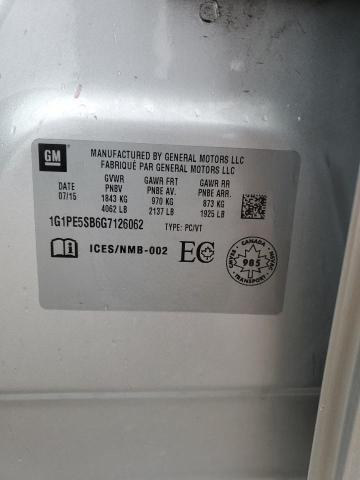 GM
MANUFACTURED BY GENERAL MOTORS LLC
FABRIQUÉ PAR GENERAL MOTORS LLC
DATE GVWR PNBV GAWR FRT PNBE AV. GAWR RR PNBE ARR.
07/15 1843 KG 970 KG 873 KG
4062 LB 2137 LB 1925 LB
1G1PE5SB6G7126062 TYPE: PC/VT
ICES/NMB-002 EC
CANADA
985
TRANSPORT